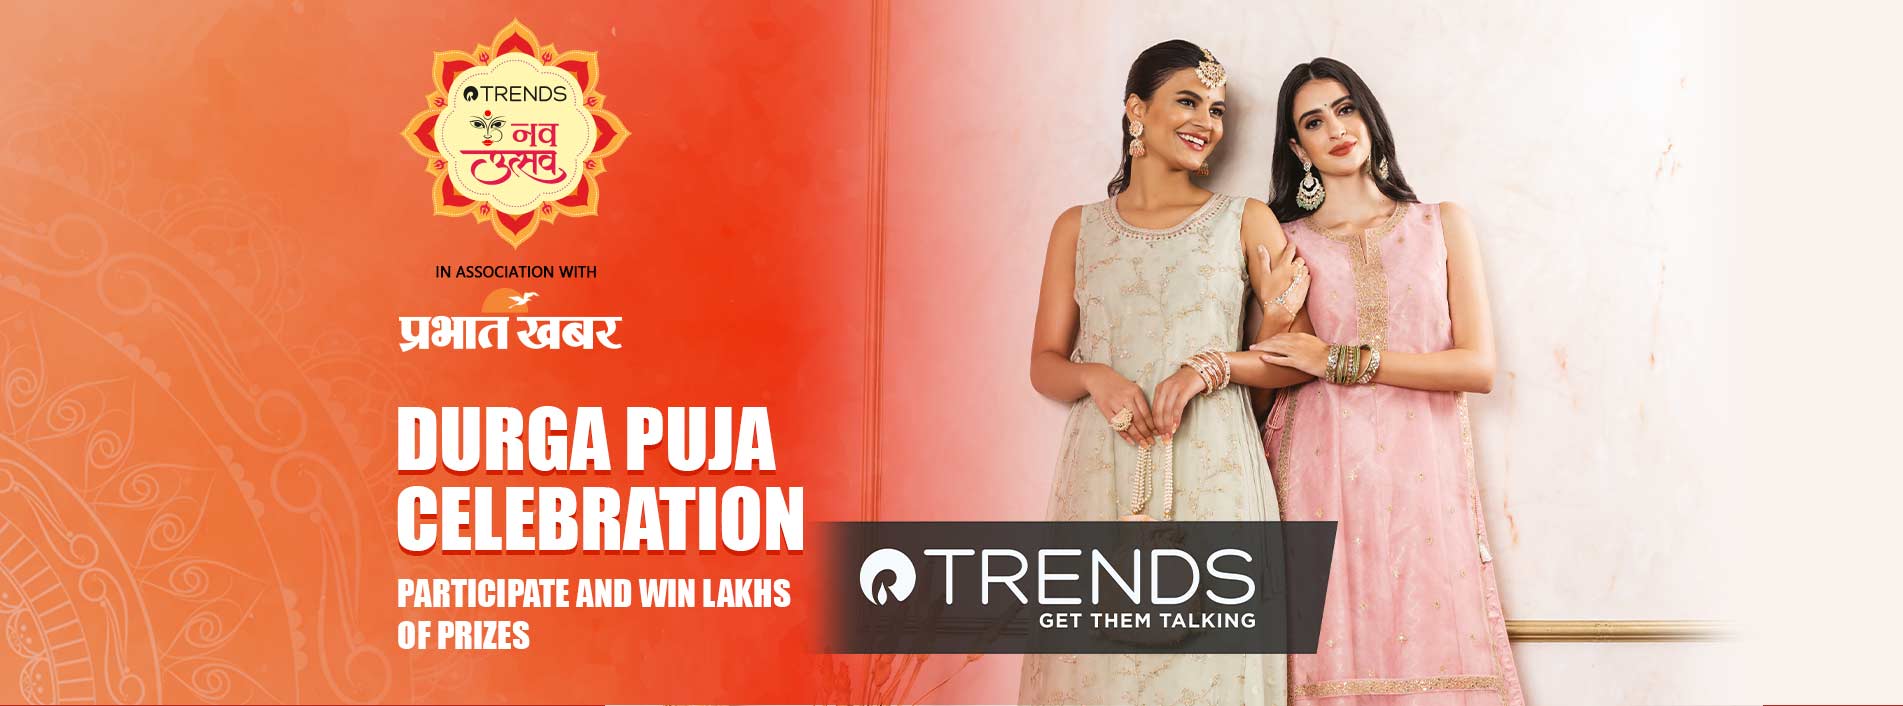 TRENDS
नव
उत्सव
IN ASSOCIATION WITH
प्रभात खबर
DURGA PUJA
CELEBRATION
PARTICIPATE AND WIN LAKHS
OF PRIZES
TRENDS
GET THEM TALKING